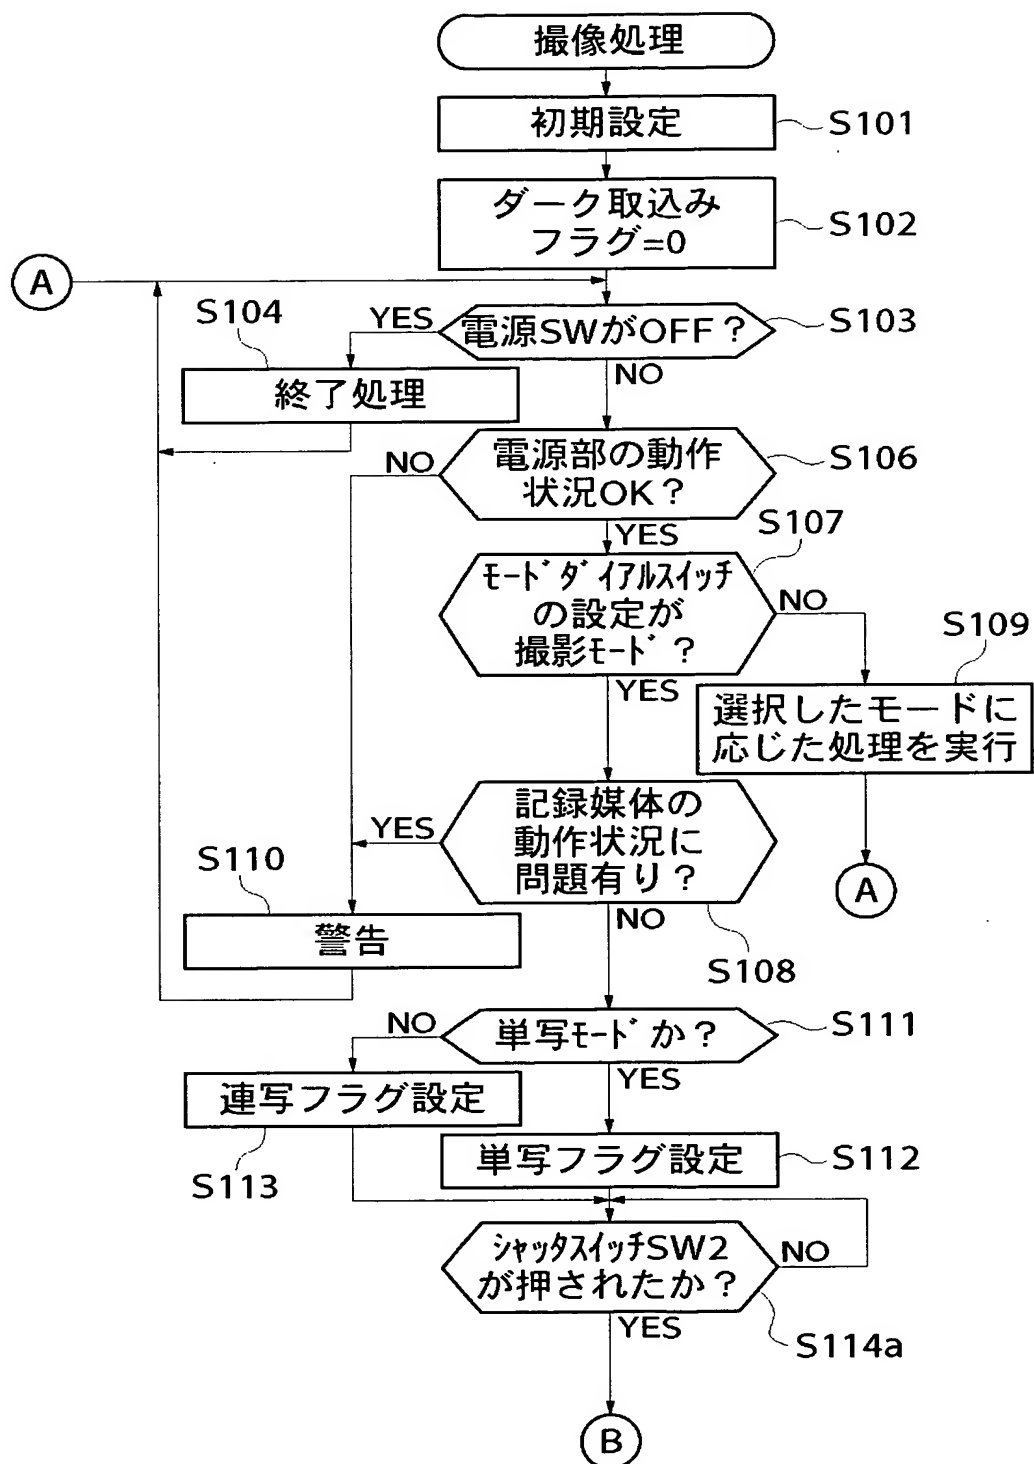 撮像処理
初期設定
S101
ダーク取込み
フラグ=0
S102
A
S104
YES
電源SWがOFF？
S103
NO
終了処理
NO
電源部の動作
状況OK？
S106
YES
S107
ﾓｰﾄﾞﾀﾞｲｱﾙｽｲｯﾁ
の設定が
撮影ﾓｰﾄﾞ？
NO
S109
YES
選択したモードに
応じた処理を実行
記録媒体の
動作状況に
問題有り？
YES
S110
A
NO
警告
S108
NO
単写ﾓｰﾄﾞか？
S111
YES
連写フラグ設定
単写フラグ設定
S112
S113
ｼｬｯﾀｽｲｯﾁSW2
が押されたか？
NO
YES
S114a
B